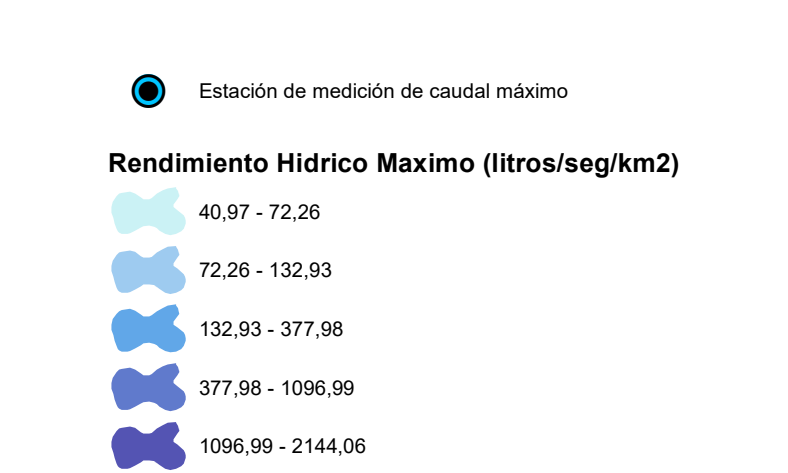 Estación de medición de caudal máximo
Rendimiento Hidrico Maximo (litros/seg/km2)
40,97 - 72,26
72,26 - 132,93
132,93 - 377,98
377,98 - 1096,99
1096,99 - 2144,06